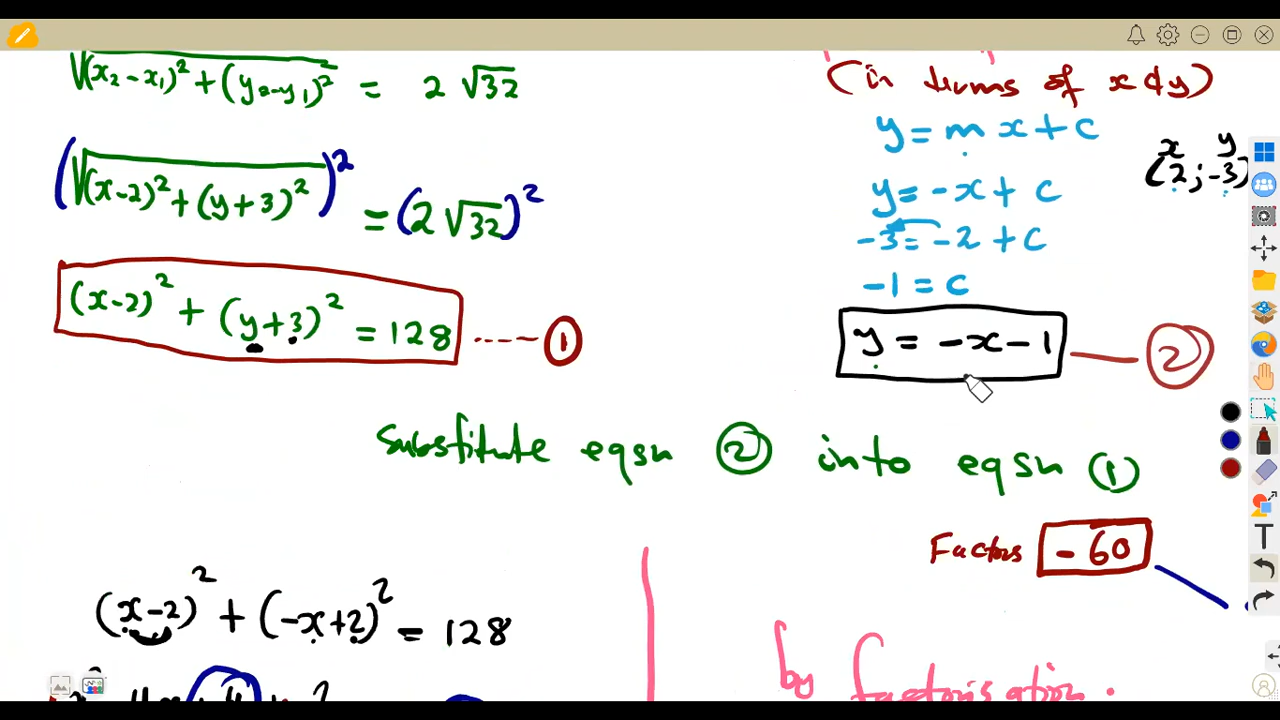 √(x₂-x₁)²+(y₂-y₁)² = 2√32
(√(x-2)²+(y+3)²)² = (2√32)²
(x-2)² + (y+3)² = 128 ...... ①
(in terms of x & y)
y = mx + c
x y
(2;-3)
y = -x + c
-3 = -2 + c
-1 = c
y = -x - 1 — ②
substitute eqsn ② into eqsn ①
Factors -60
(x-2)² + (-x+2)² = 128
by factorisation.
T